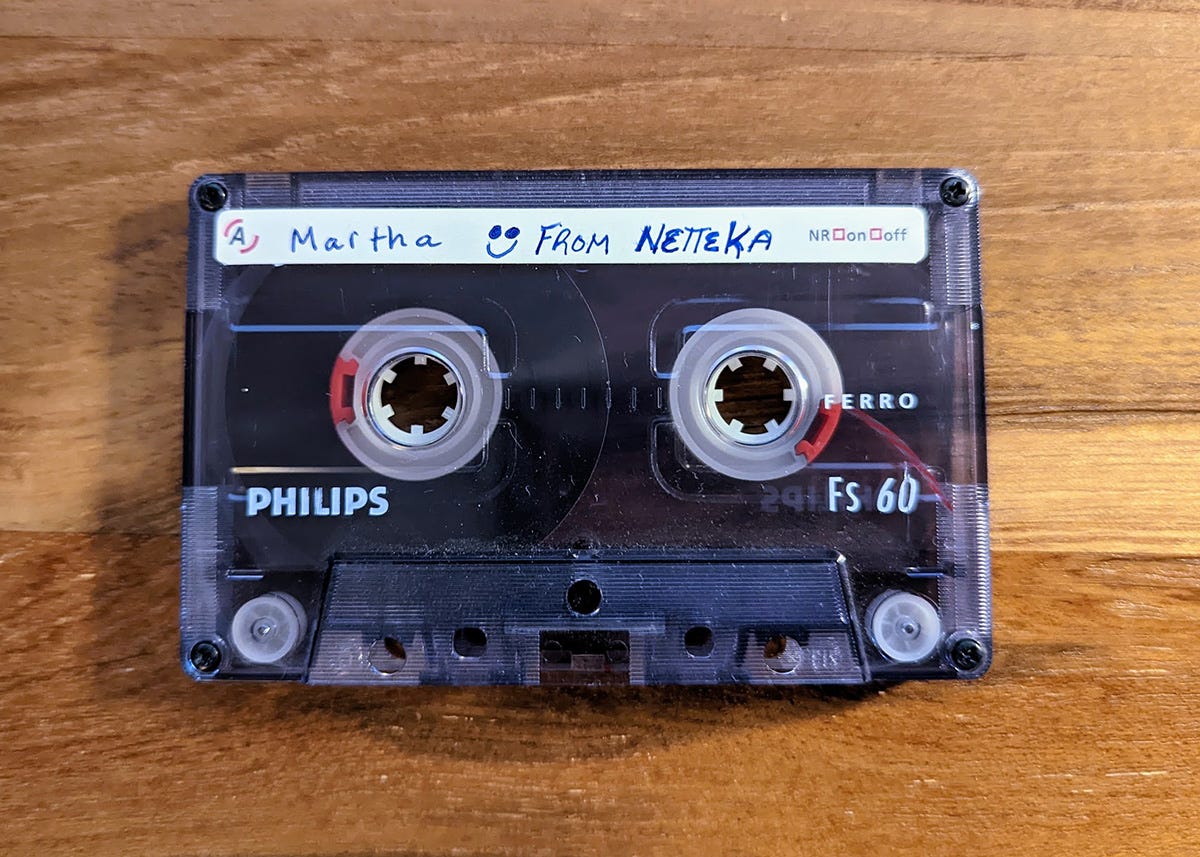 A Martha FROM NETTEKA NR on off
FERRO
PHILIPS
FS 60